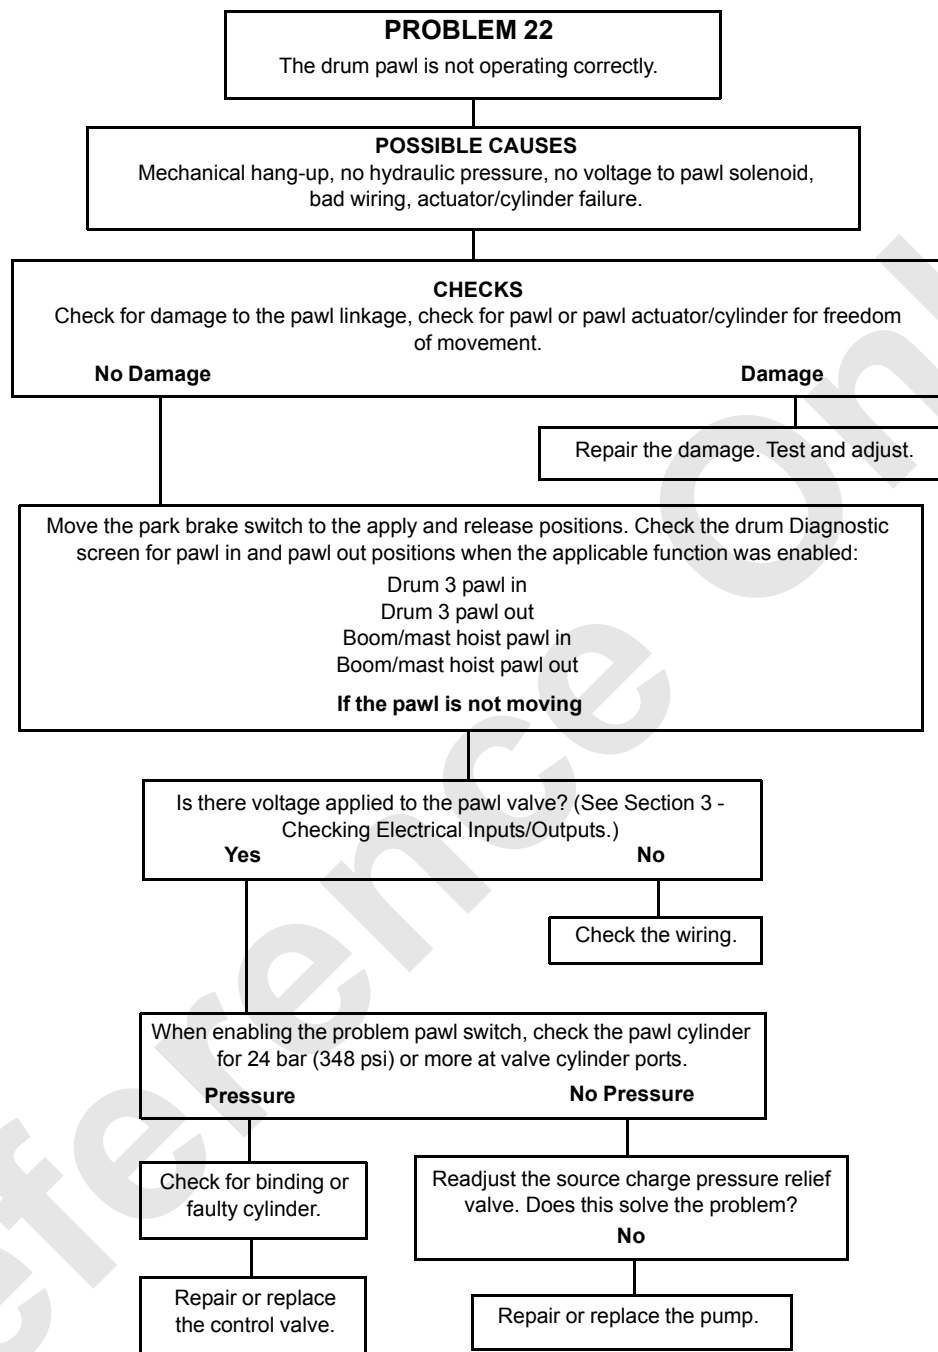 PROBLEM 22
The drum pawl is not operating correctly.
POSSIBLE CAUSES
Mechanical hang-up, no hydraulic pressure, no voltage to pawl solenoid,
bad wiring, actuator/cylinder failure.
CHECKS
Check for damage to the pawl linkage, check for pawl or pawl actuator/cylinder for freedom
of movement.
No Damage
Damage
Repair the damage. Test and adjust.
Move the park brake switch to the apply and release positions. Check the drum Diagnostic
screen for pawl in and pawl out positions when the applicable function was enabled:
Drum 3 pawl in
Drum 3 pawl out
Boom/mast hoist pawl in
Boom/mast hoist pawl out
If the pawl is not moving
Is there voltage applied to the pawl valve? (See Section 3 -
Checking Electrical Inputs/Outputs.)
Yes
No
Check the wiring.
When enabling the problem pawl switch, check the pawl cylinder
for 24 bar (348 psi) or more at valve cylinder ports.
Pressure
No Pressure
Check for binding or
faulty cylinder.
Readjust the source charge pressure relief
valve. Does this solve the problem?
No
Repair or replace
the control valve.
Repair or replace the pump.